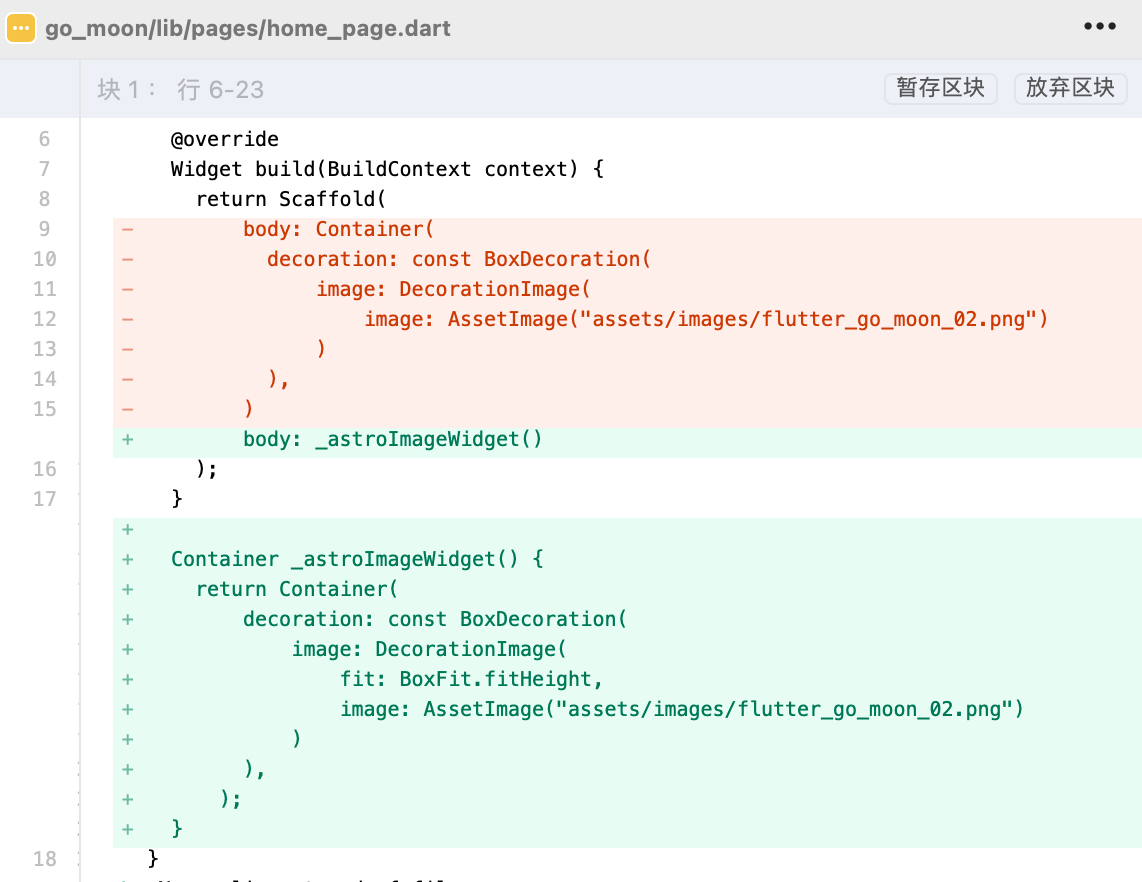 go_moon/lib/pages/home_page.dart
块 1： 行 6-23 暂存区块 放弃区块
6 @override
7 Widget build(BuildContext context) {
8 return Scaffold(
9 - body: Container(
10 - decoration: const BoxDecoration(
11 - image: DecorationImage(
12 - image: AssetImage("assets/images/flutter_go_moon_02.png")
13 - )
14 - ),
15 - )
+ body: _astroImageWidget()
16 );
17 }
+
+ Container _astroImageWidget() {
+ return Container(
+ decoration: const BoxDecoration(
+ image: DecorationImage(
+ fit: BoxFit.fitHeight,
+ image: AssetImage("assets/images/flutter_go_moon_02.png")
+ )
+ ),
+ );
+ }
18 }